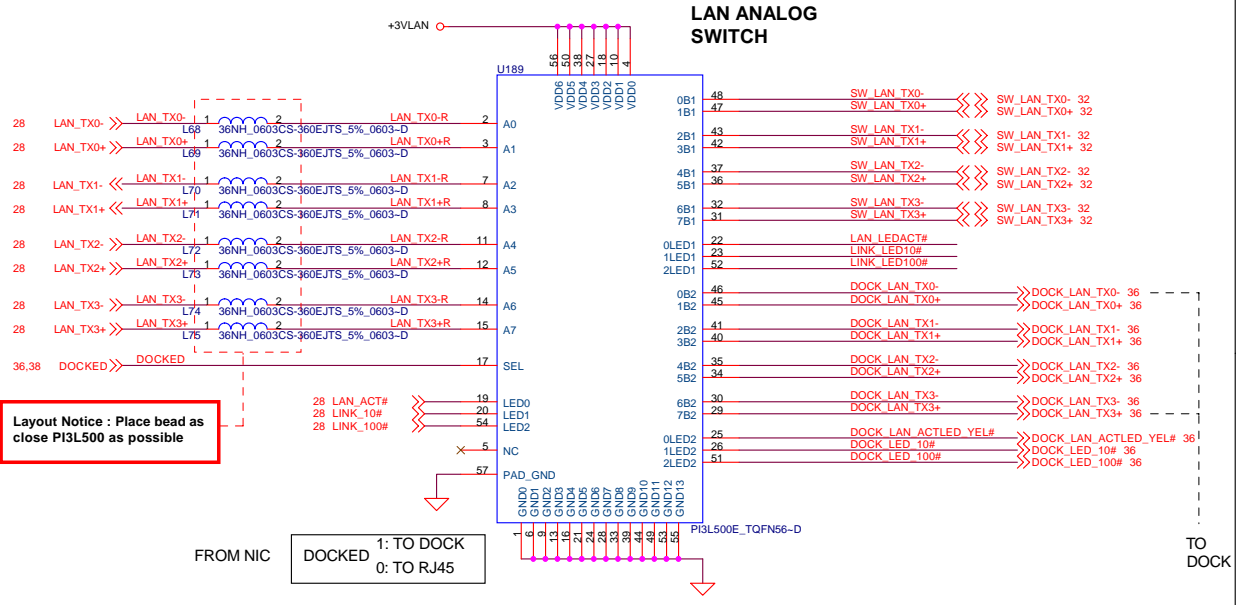 LAN ANALOG
SWITCH
+3VLAN
56 50 38 27 18 10 4
U189
VDD6 VDD5 VDD4 VDD3 VDD2 VDD1 VDD0
28 LAN_TX0- LAN_TX0- 1 2 LAN_TX0-R 2 A0
L68 36NH_0603CS-360EJTS_5%_0603~D
28 LAN_TX0+ LAN_TX0+ 1 2 LAN_TX0+R 3 A1
L69 36NH_0603CS-360EJTS_5%_0603~D
28 LAN_TX1- LAN_TX1- 1 2 LAN_TX1-R 7 A2
L70 36NH_0603CS-360EJTS_5%_0603~D
28 LAN_TX1+ LAN_TX1+ 1 2 LAN_TX1+R 8 A3
L71 36NH_0603CS-360EJTS_5%_0603~D
28 LAN_TX2- LAN_TX2- 1 2 LAN_TX2-R 11 A4
L72 36NH_0603CS-360EJTS_5%_0603~D
28 LAN_TX2+ LAN_TX2+ 1 2 LAN_TX2+R 12 A5
L73 36NH_0603CS-360EJTS_5%_0603~D
28 LAN_TX3- LAN_TX3- 1 2 LAN_TX3-R 14 A6
L74 36NH_0603CS-360EJTS_5%_0603~D
28 LAN_TX3+ LAN_TX3+ 1 2 LAN_TX3+R 15 A7
L75 36NH_0603CS-360EJTS_5%_0603~D
36,38 DOCKED DOCKED 17 SEL
28 LAN_ACT# 19 LED0
28 LINK_10# 20 LED1
28 LINK_100# 54 LED2
5 NC
57 PAD_GND
Layout Notice : Place bead as
close PI3L500 as possible
0B1 48 SW_LAN_TX0- SW_LAN_TX0- 32
1B1 47 SW_LAN_TX0+ SW_LAN_TX0+ 32
2B1 43 SW_LAN_TX1- SW_LAN_TX1- 32
3B1 42 SW_LAN_TX1+ SW_LAN_TX1+ 32
4B1 37 SW_LAN_TX2- SW_LAN_TX2- 32
5B1 36 SW_LAN_TX2+ SW_LAN_TX2+ 32
6B1 32 SW_LAN_TX3- SW_LAN_TX3- 32
7B1 31 SW_LAN_TX3+ SW_LAN_TX3+ 32
0LED1 22 LAN_LEDACT#
1LED1 23 LINK_LED10#
2LED1 52 LINK_LED100#
0B2 46 DOCK_LAN_TX0- DOCK_LAN_TX0- 36
1B2 45 DOCK_LAN_TX0+ DOCK_LAN_TX0+ 36
2B2 41 DOCK_LAN_TX1- DOCK_LAN_TX1- 36
3B2 40 DOCK_LAN_TX1+ DOCK_LAN_TX1+ 36
4B2 35 DOCK_LAN_TX2- DOCK_LAN_TX2- 36
5B2 34 DOCK_LAN_TX2+ DOCK_LAN_TX2+ 36
6B2 30 DOCK_LAN_TX3- DOCK_LAN_TX3- 36
7B2 29 DOCK_LAN_TX3+ DOCK_LAN_TX3+ 36
0LED2 25 DOCK_LAN_ACTLED_YEL# DOCK_LAN_ACTLED_YEL# 36
1LED2 26 DOCK_LED_10# DOCK_LED_10# 36
2LED2 51 DOCK_LED_100# DOCK_LED_100# 36
GND0 GND1 GND2 GND3 GND4 GND5 GND6 GND7 GND8 GND9 GND10 GND11 GND12 GND13
PI3L500E_TQFN56~D
1 6 9 13 16 21 24 28 33 39 44 49 53 55
FROM NIC
DOCKED
1: TO DOCK
0: TO RJ45
TO
DOCK